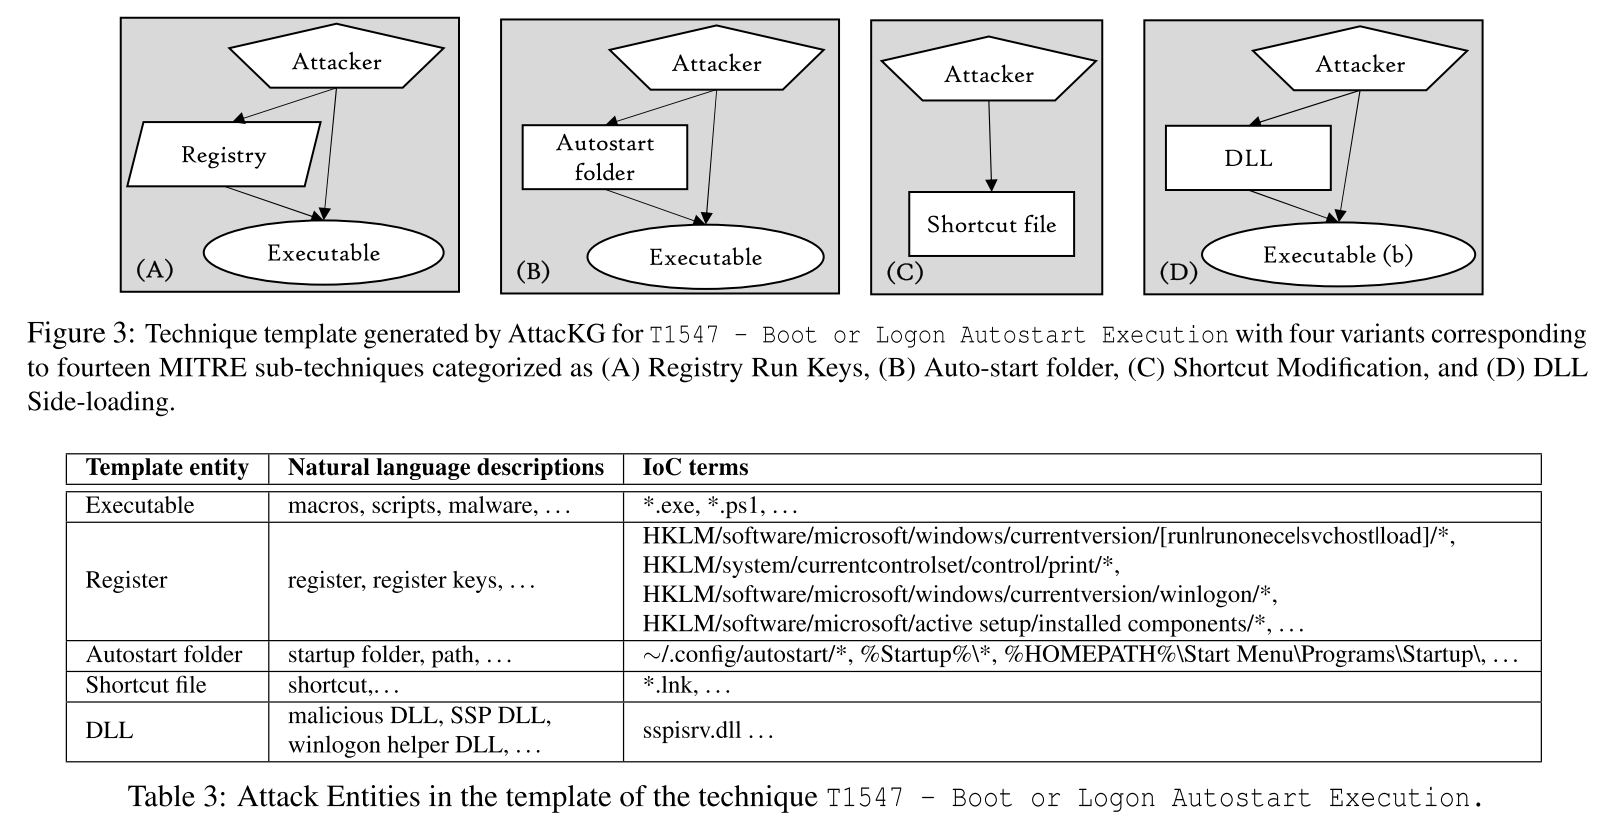 Attacker
Registry
Executable
(A)
Attacker
Autostart
folder
Executable
(B)
Attacker
Shortcut file
(C)
Attacker
DLL
Executable (b)
(D)
Figure 3: Technique template generated by AttacKG for T1547 - Boot or Logon Autostart Execution with four variants corresponding
to fourteen MITRE sub-techniques categorized as (A) Registry Run Keys, (B) Auto-start folder, (C) Shortcut Modification, and (D) DLL
Side-loading.
Template entity Natural language descriptions IoC terms
Executable macros, scripts, malware, ... *.exe, *.ps1, ...
Register register, register keys, ... HKLM/software/microsoft/windows/currentversion/[run|runonece|svchost|load]/*,
HKLM/system/currentcontrolset/control/print/*,
HKLM/software/microsoft/windows/currentversion/winlogon/*,
HKLM/software/microsoft/active setup/installed components/*, ...
Autostart folder startup folder, path, ... ~/.config/autostart/*, %Startup%\*, %HOMEPATH%\Start Menu\Programs\Startup\, ...
Shortcut file shortcut,... *.lnk, ...
DLL malicious DLL, SSP DLL, sspisrv.dll ...
winlogon helper DLL, ...
Table 3: Attack Entities in the template of the technique T1547 - Boot or Logon Autostart Execution.